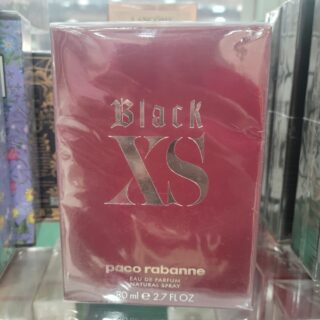 Black
XS
paco rabanne
EAU DE PARFUM
NATURAL SPRAY
80 ml e 2.7 FL OZ